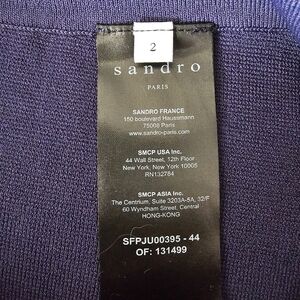 2
sandro
PARIS
SANDRO FRANCE
150 boulevard Haussmann
75008 Paris
www.sandro-paris.com
SMCP USA Inc.
44 Wall Street, 12th Floor
New York, New York 10005
RN132784
SMCP ASIA Inc.
The Centrium, Suite 3203A-5A, 32/F
60 Wyndham Street, Central
HONG-KONG
SFPJU00395 - 44
OF: 131499